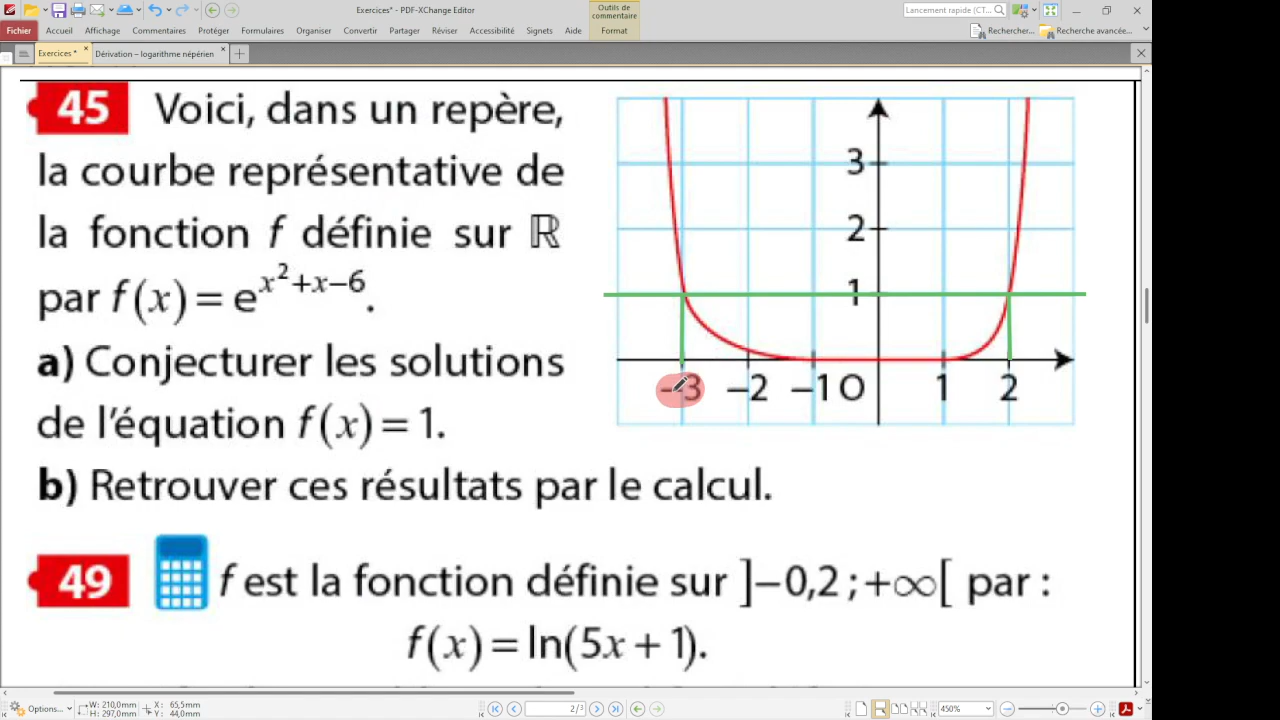 Exercices* - PDF-XChange Editor
Outils de commentaire
Lancement rapide (CT...
Fichier Accueil Affichage Commentaires Protéger Formulaires Organiser Convertir Partager Réviser Accessibilité Signets Aide Format
Rechercher... Recherche avancée...
Exercices * Dérivation – logarithme népérien
45 Voici, dans un repère,
la courbe représentative de
la fonction f définie sur ℝ
par f(x) = e^{x²+x−6}.
a) Conjecturer les solutions
de l'équation f(x) = 1.
b) Retrouver ces résultats par le calcul.
3
2
1
−3 −2 −1 O 1 2
49 f est la fonction définie sur ]−0,2 ; +∞[ par :
f(x) = ln(5x + 1).
Options... W: 210,0mm X: 65,5mm 2/3 450%
H: 297,0mm Y: 44,0mm